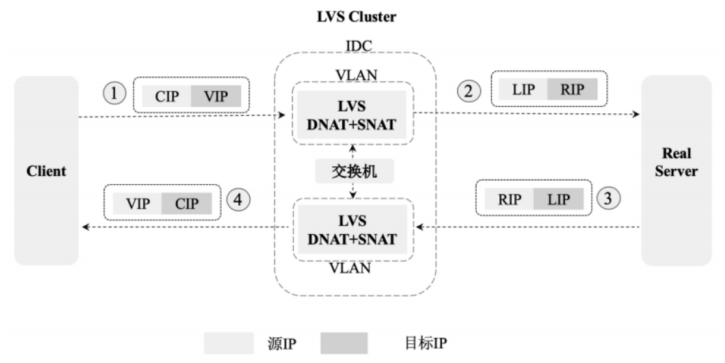 LVS Cluster
IDC
VLAN
① CIP VIP
LVS
DNAT+SNAT
② LIP RIP
Client
交换机
Real
Server
VIP CIP ④
LVS
DNAT+SNAT
RIP LIP ③
VLAN
源IP 目标IP